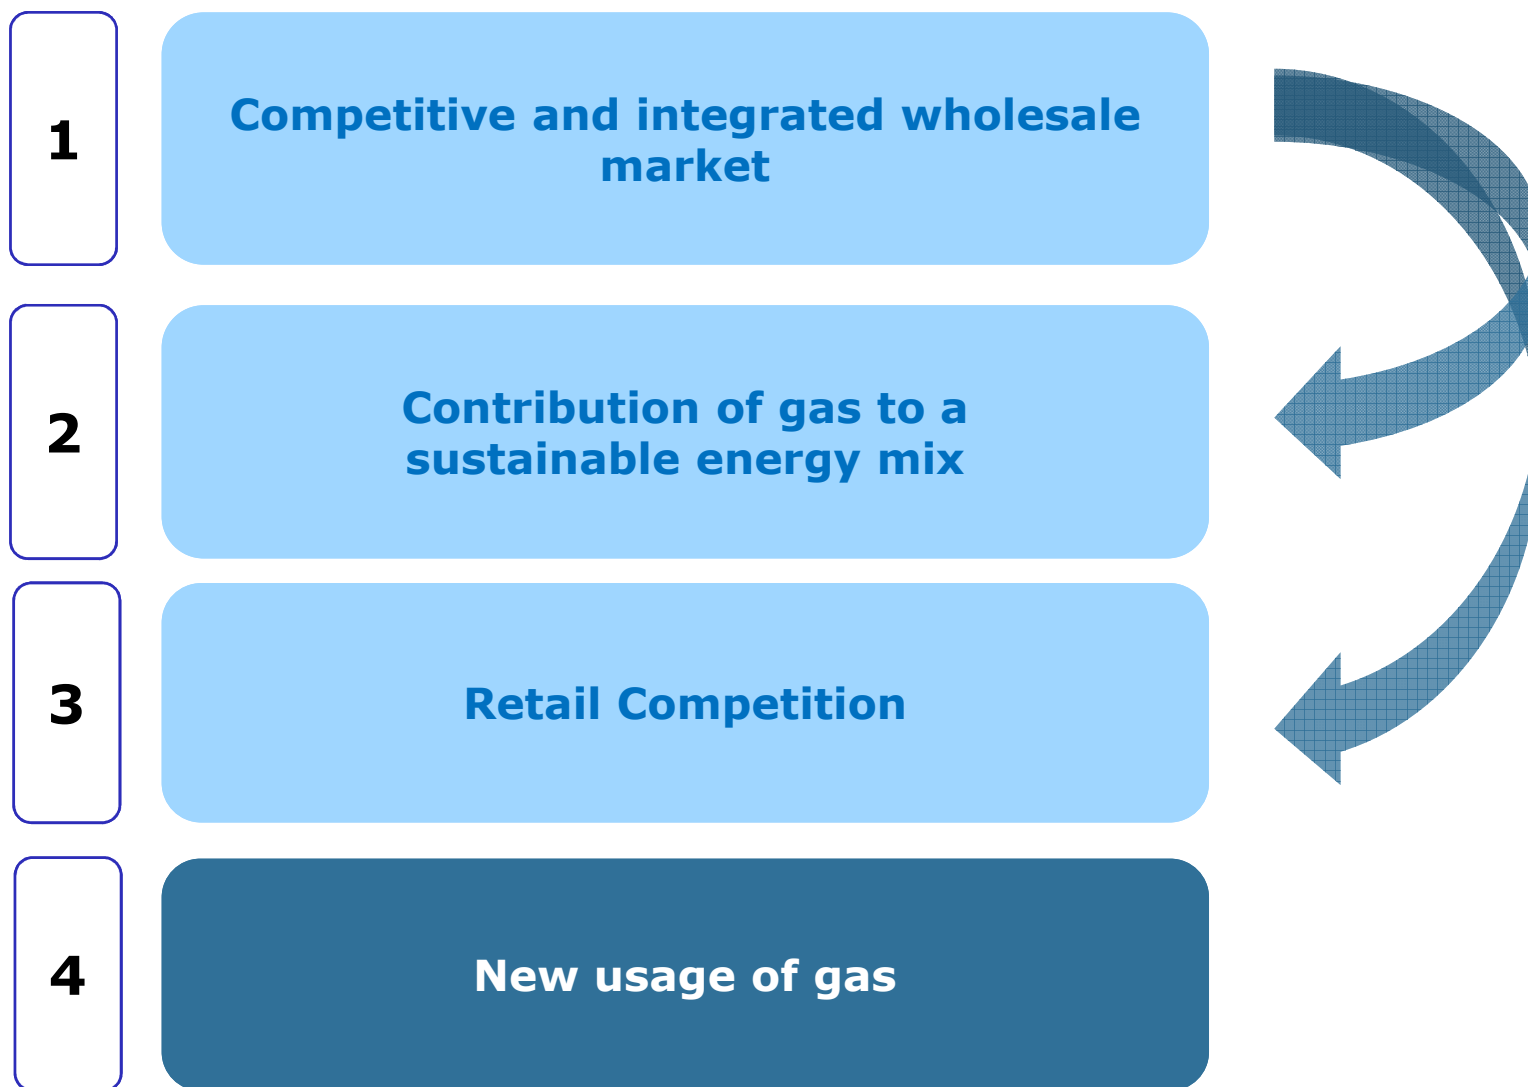 1
Competitive and integrated wholesale
market
2
Contribution of gas to a
sustainable energy mix
3
Retail Competition
4
New usage of gas